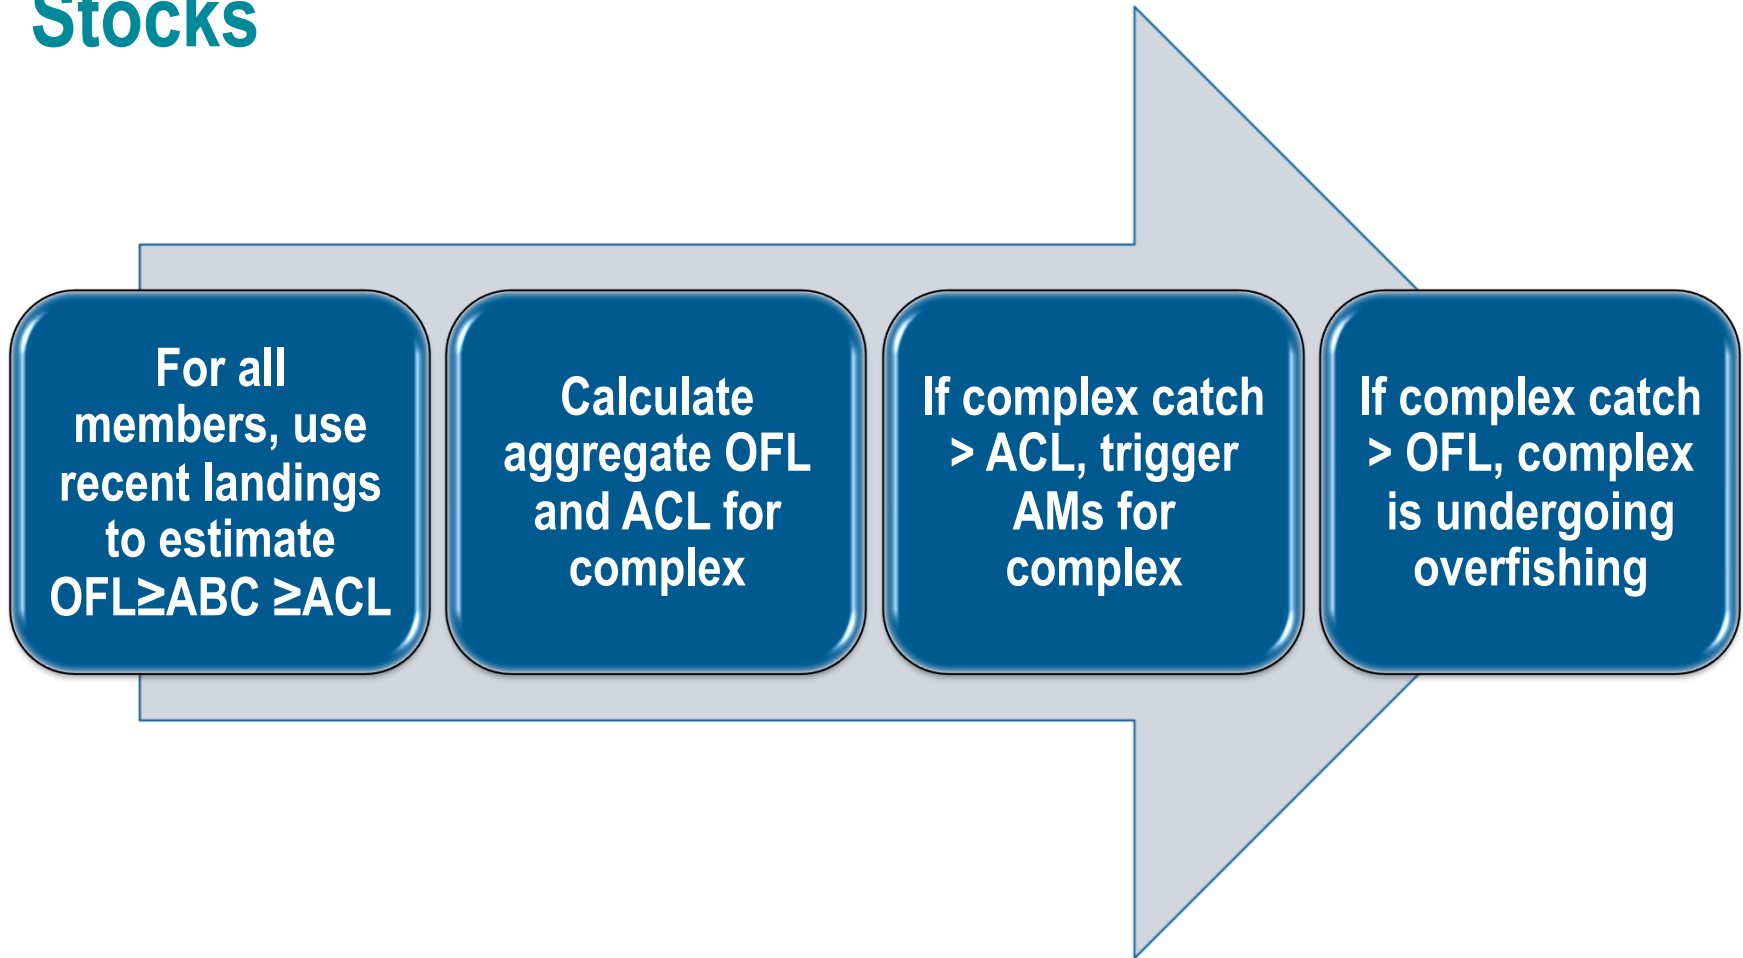 Stocks
For all
members, use
recent landings
to estimate
OFL≥ABC ≥ACL
Calculate
aggregate OFL
and ACL for
complex
If complex catch
> ACL, trigger
AMs for
complex
If complex catch
> OFL, complex
is undergoing
overfishing